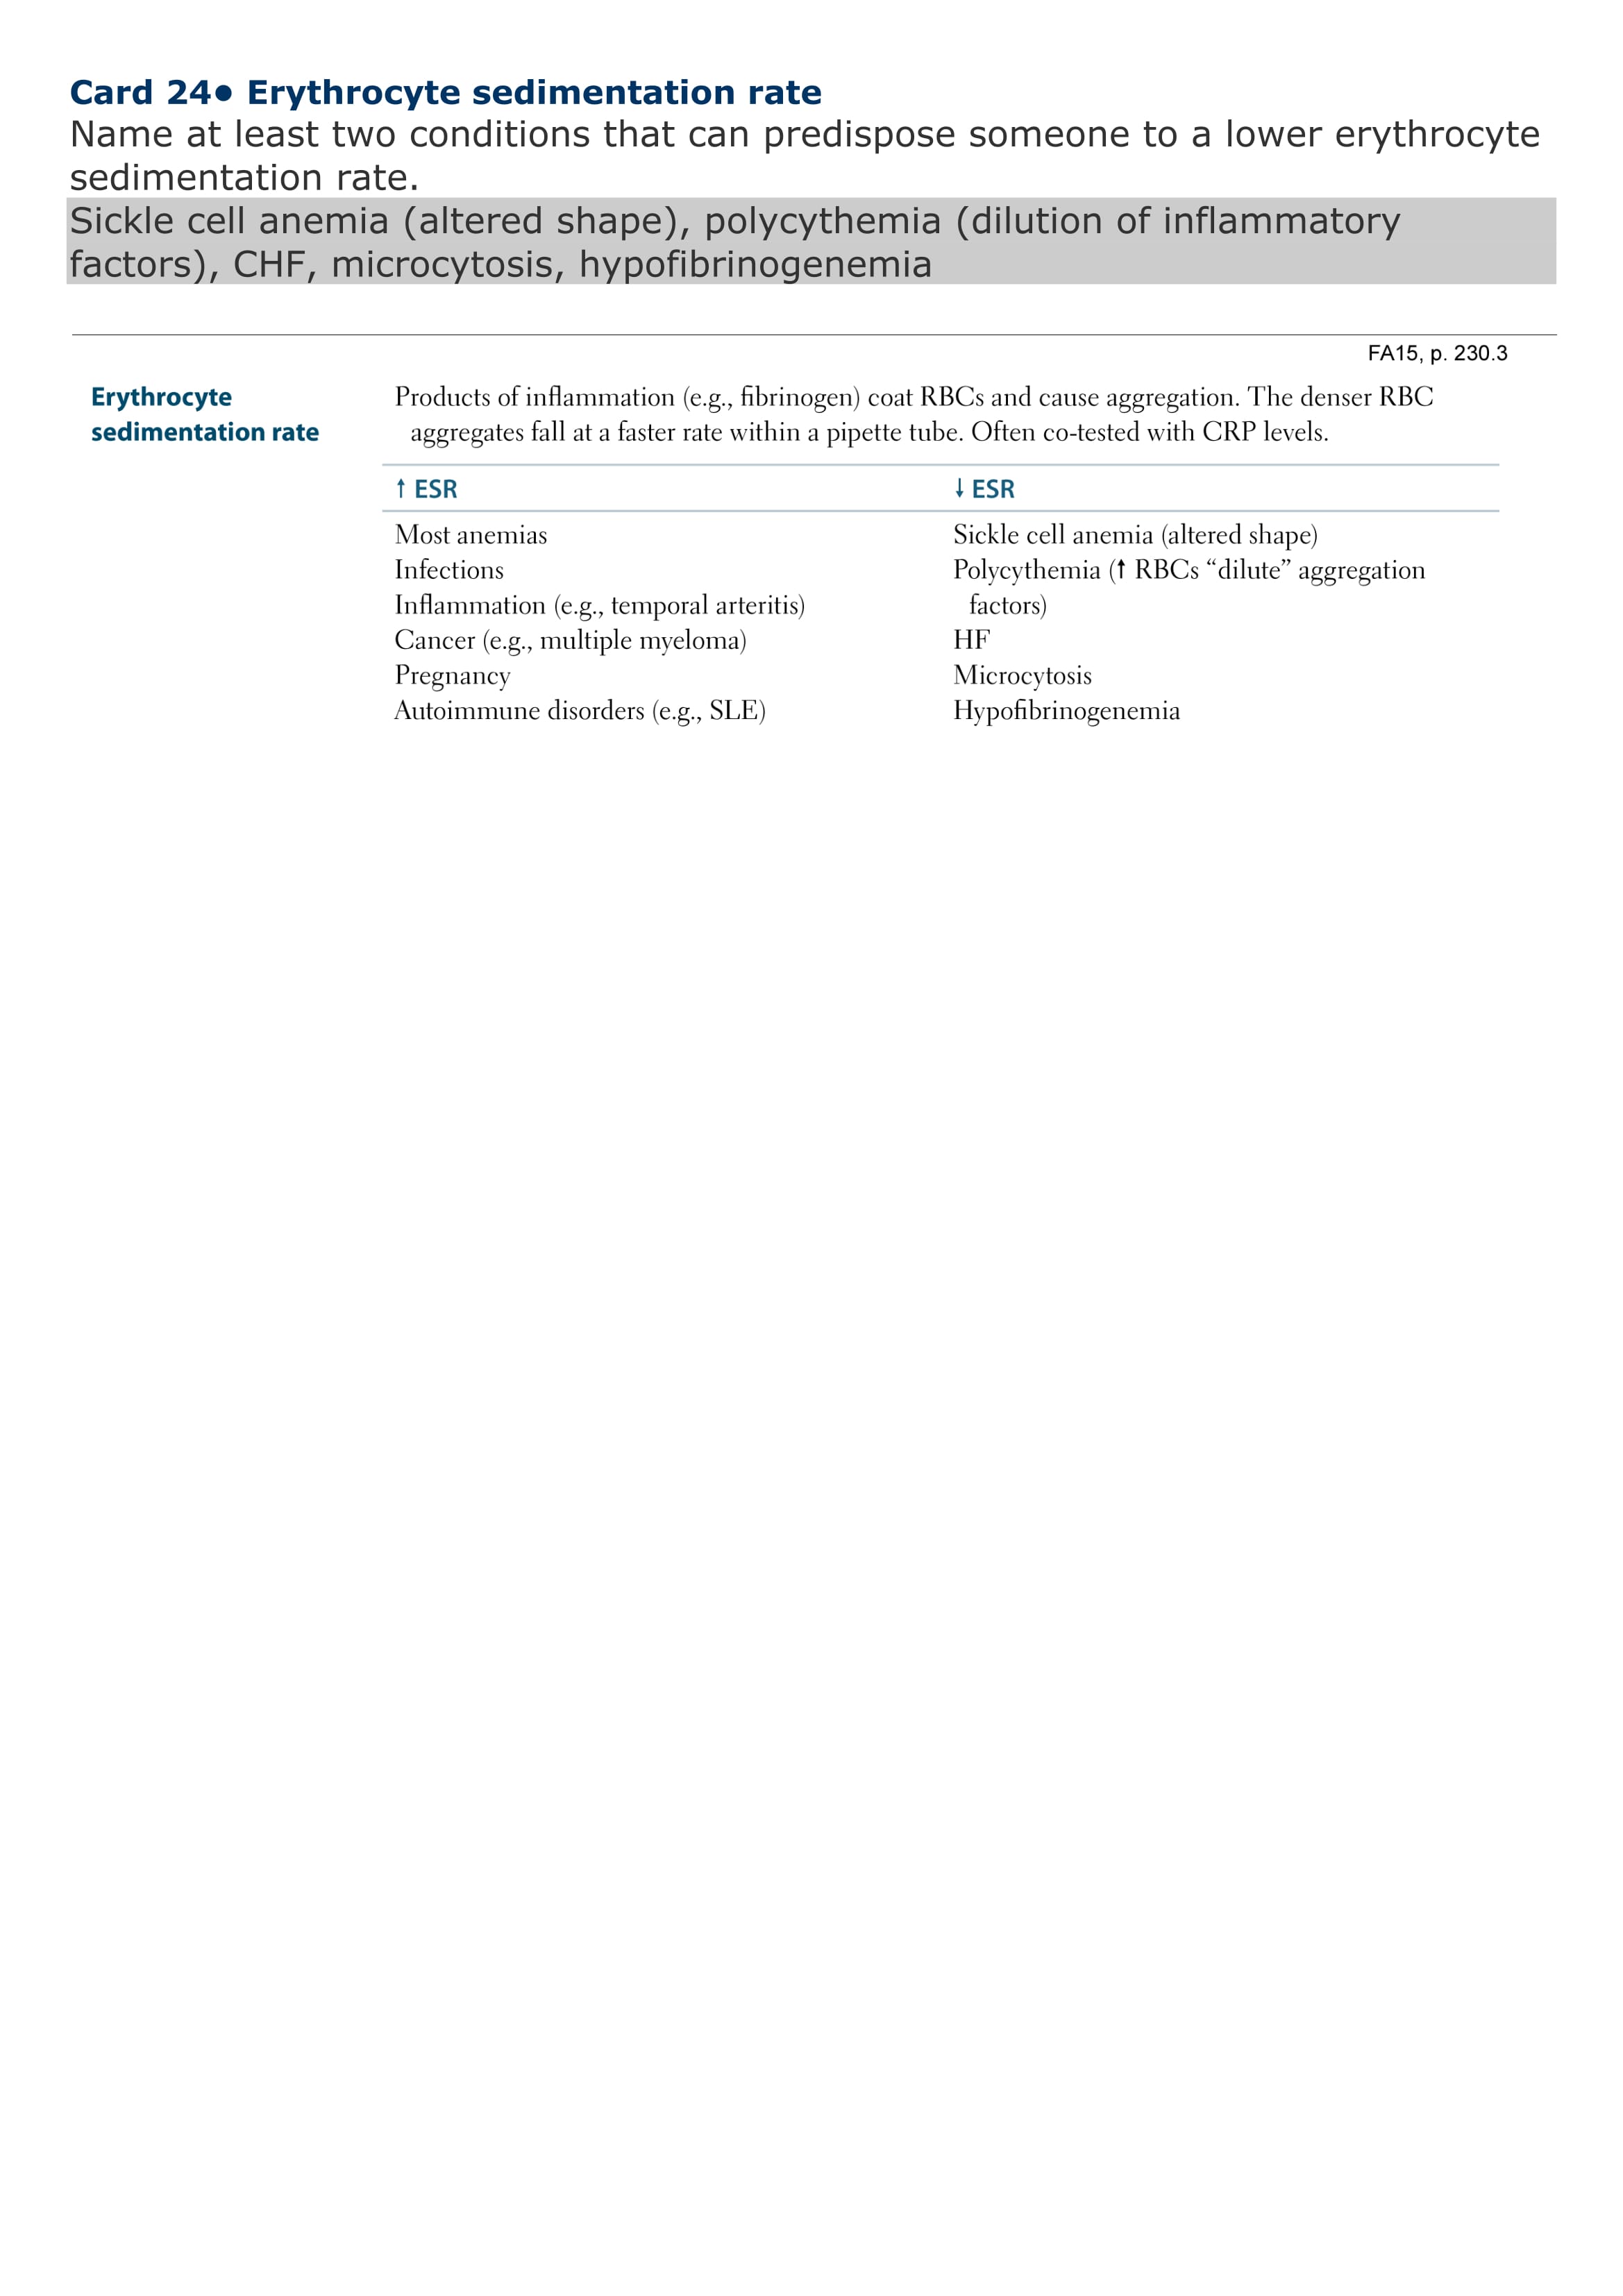 Card 24● Erythrocyte sedimentation rate
Name at least two conditions that can predispose someone to a lower erythrocyte
sedimentation rate.
Sickle cell anemia (altered shape), polycythemia (dilution of inflammatory
factors), CHF, microcytosis, hypofibrinogenemia
FA15, p. 230.3
Erythrocyte
sedimentation rate
Products of inflammation (e.g., fibrinogen) coat RBCs and cause aggregation. The denser RBC
aggregates fall at a faster rate within a pipette tube. Often co-tested with CRP levels.
↑ ESR
Most anemias
Infections
Inflammation (e.g., temporal arteritis)
Cancer (e.g., multiple myeloma)
Pregnancy
Autoimmune disorders (e.g., SLE)
↓ ESR
Sickle cell anemia (altered shape)
Polycythemia (↑ RBCs “dilute” aggregation
factors)
HF
Microcytosis
Hypofibrinogenemia